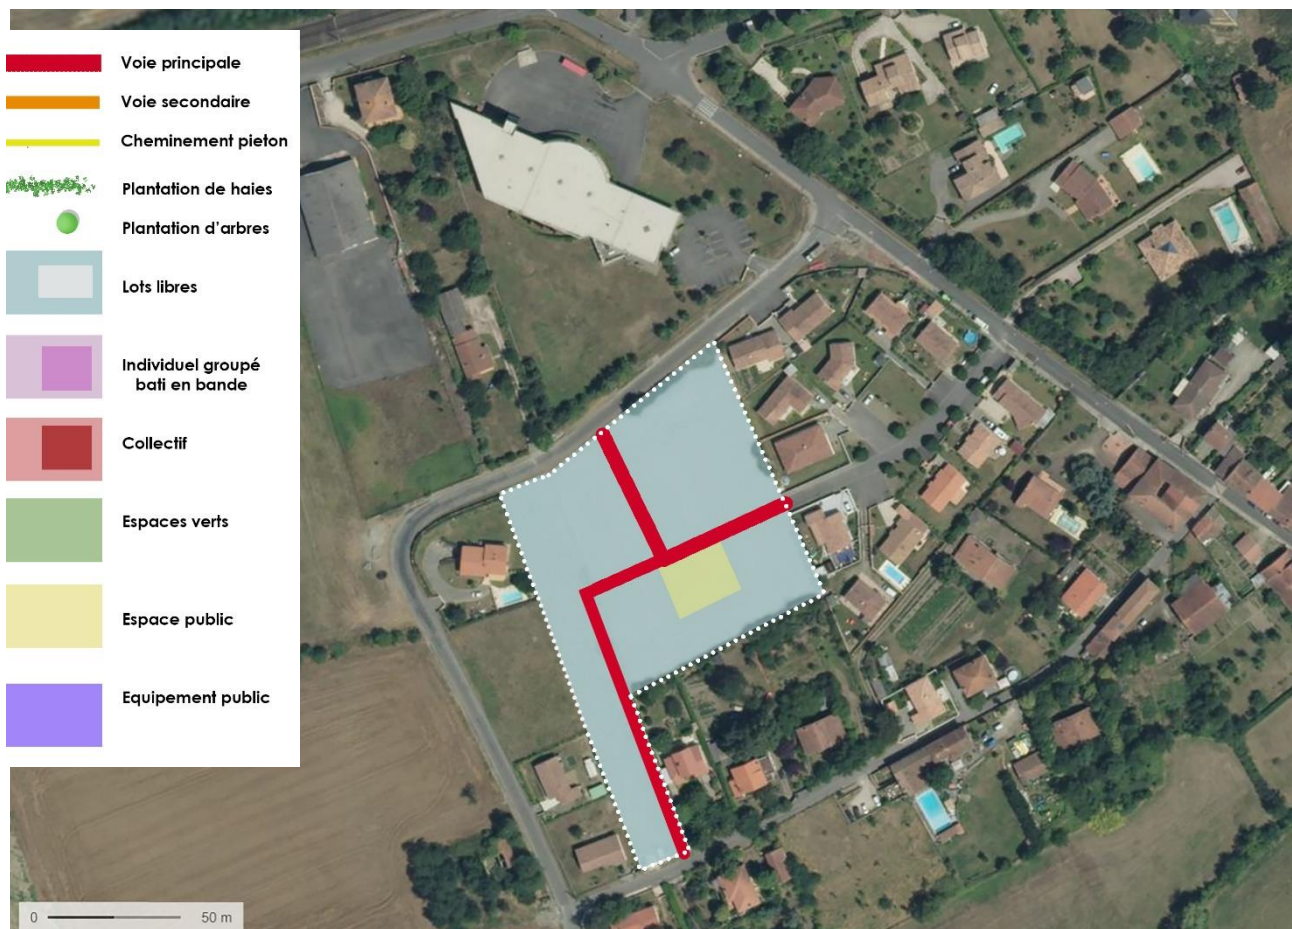 Voie principale
Voie secondaire
Cheminement pieton
Plantation de haies
Plantation d'arbres
Lots libres
Individuel groupé
bati en bande
Collectif
Espaces verts
Espace public
Equipement public
0 50 m